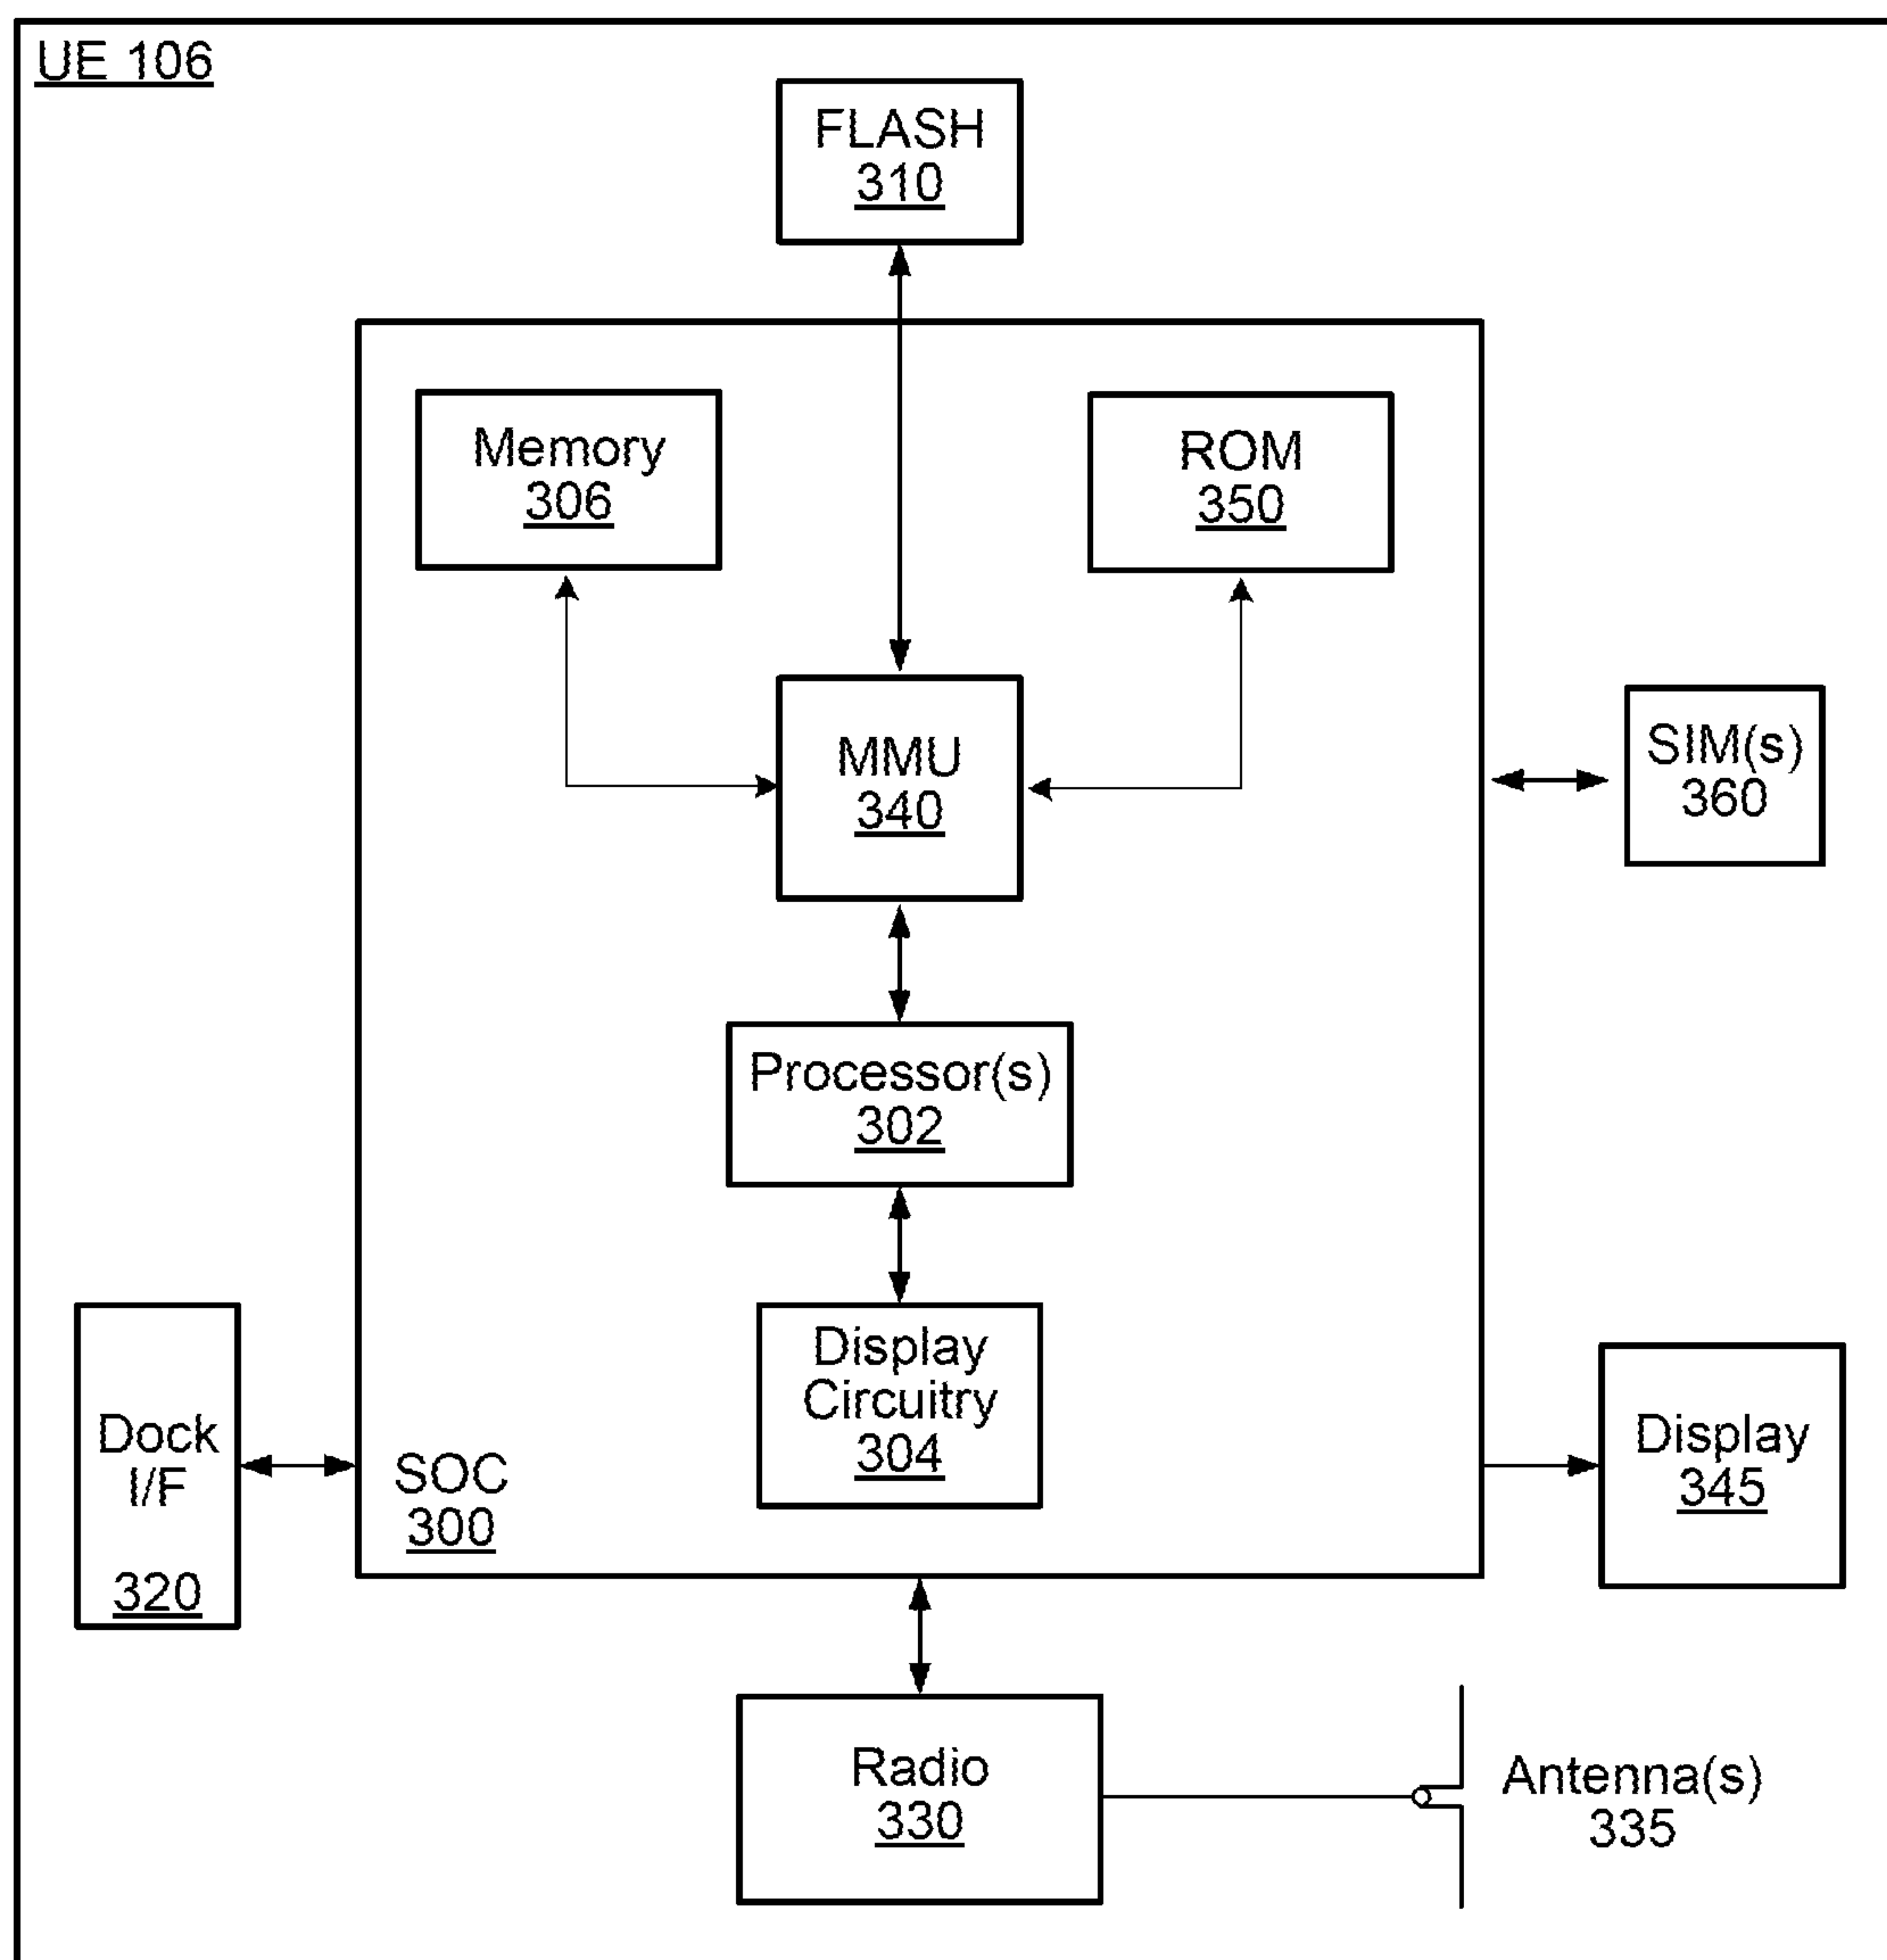 UE 106
FLASH
310
Memory
306
ROM
350
MMU
340
SIM(s)
360
Processor(s)
302
Display
Circuitry
304
Dock
I/F
320
SOC
300
Display
345
Radio
330
Antenna(s)
335